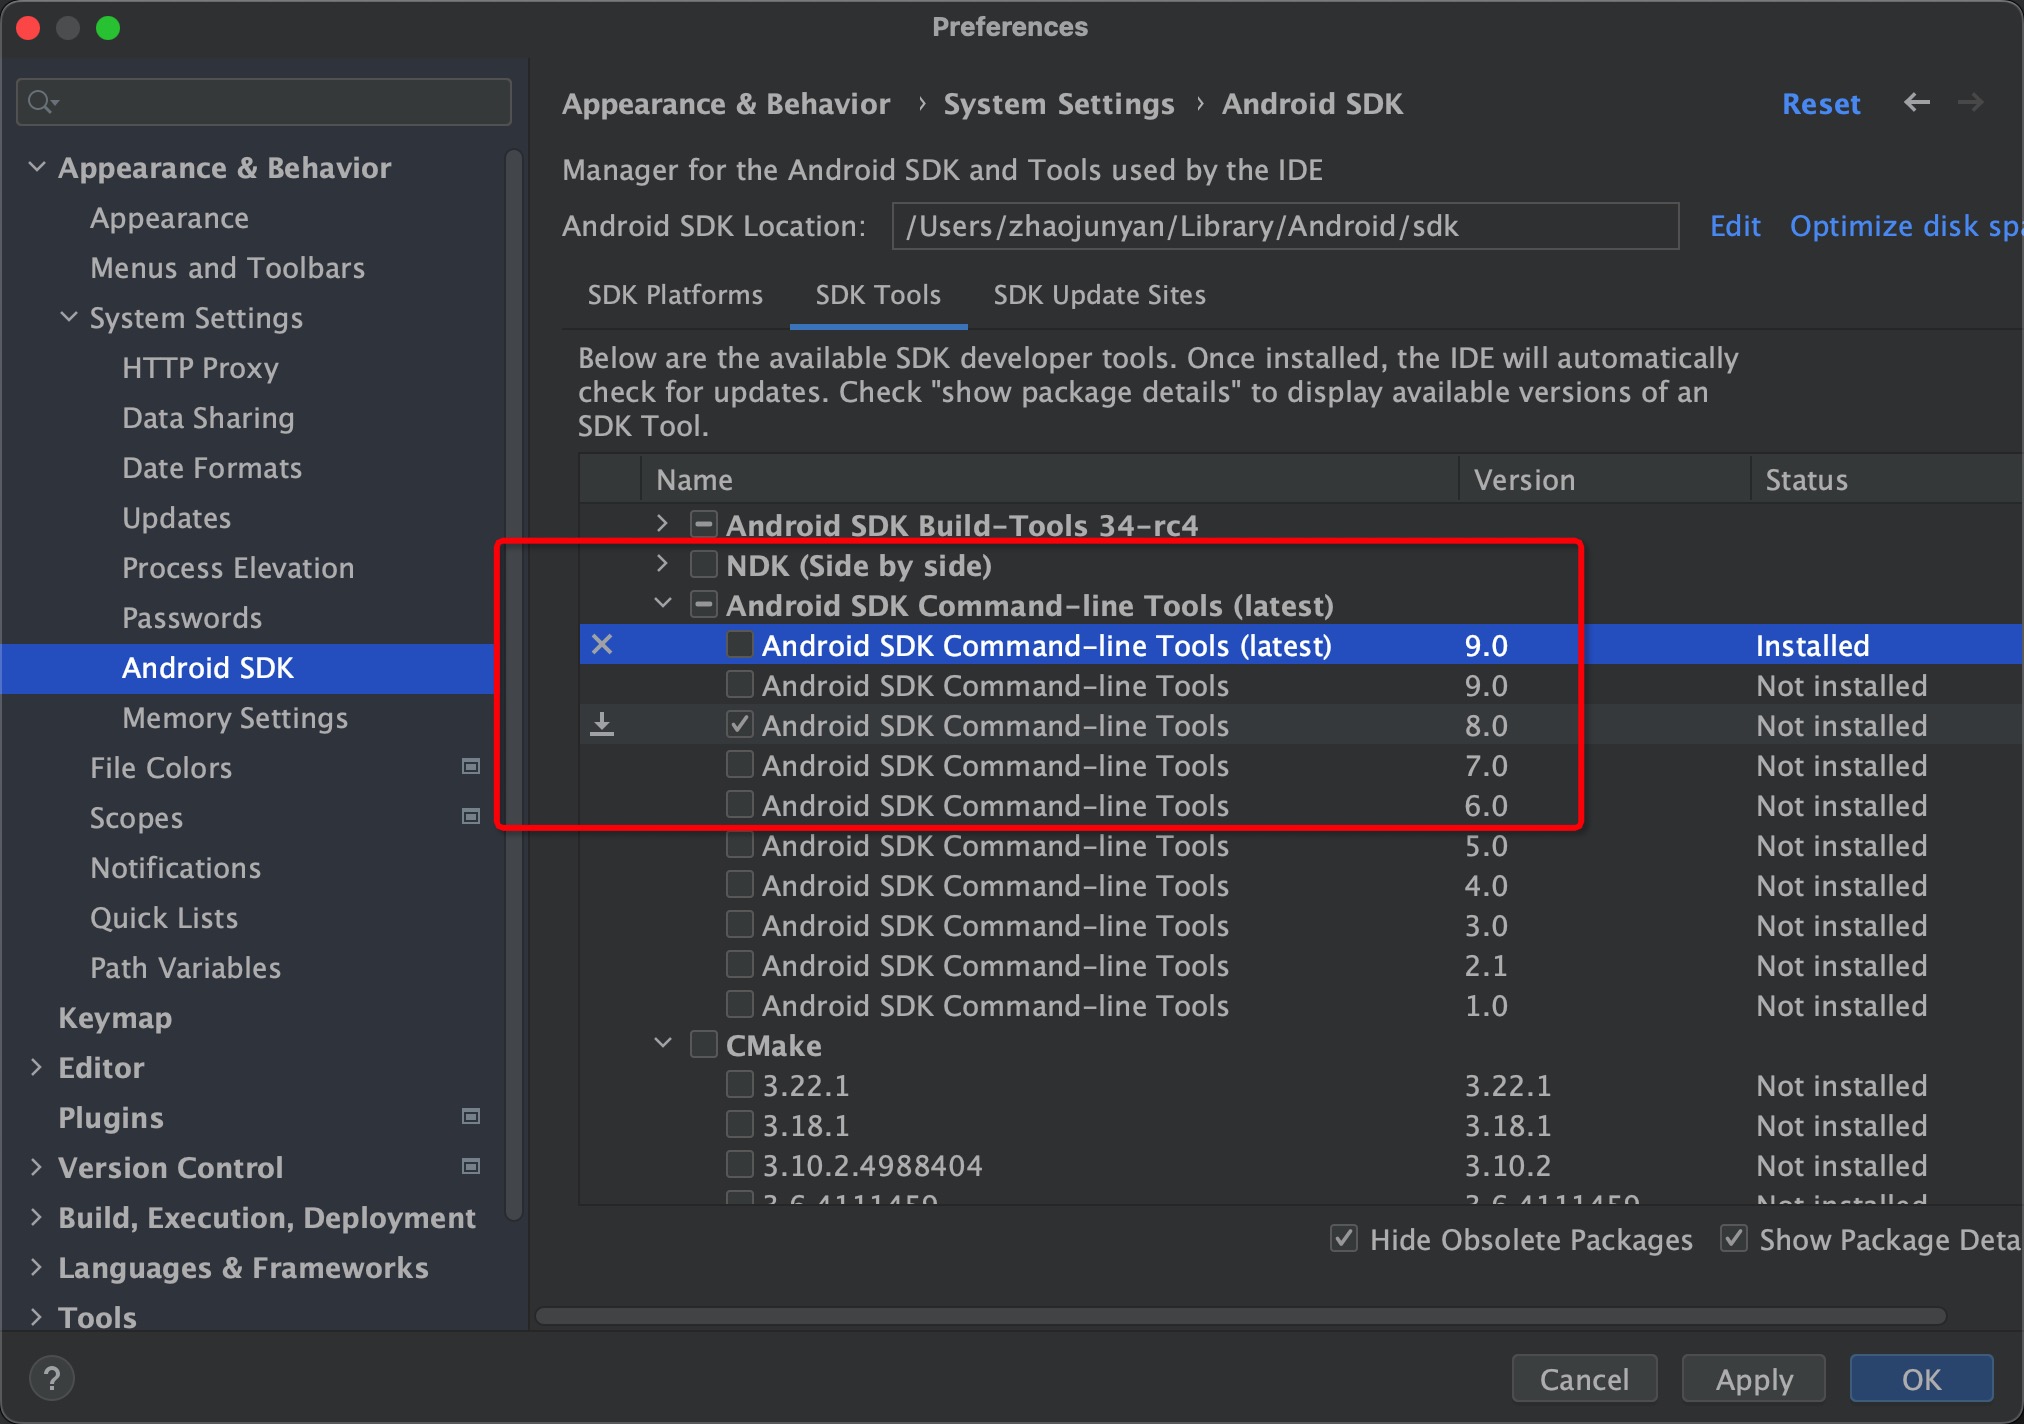 Preferences
Appearance & Behavior
Appearance
Menus and Toolbars
System Settings
HTTP Proxy
Data Sharing
Date Formats
Updates
Process Elevation
Passwords
Android SDK
Memory Settings
File Colors
Scopes
Notifications
Quick Lists
Path Variables
Keymap
Editor
Plugins
Version Control
Build, Execution, Deployment
Languages & Frameworks
Tools
Appearance & Behavior › System Settings › Android SDK
Reset
Manager for the Android SDK and Tools used by the IDE
Android SDK Location: /Users/zhaojunyan/Library/Android/sdk Edit Optimize disk spa
SDK Platforms SDK Tools SDK Update Sites
Below are the available SDK developer tools. Once installed, the IDE will automatically
check for updates. Check "show package details" to display available versions of an
SDK Tool.
Name Version Status
Android SDK Build-Tools 34-rc4
NDK (Side by side)
Android SDK Command-line Tools (latest)
Android SDK Command-line Tools (latest) 9.0 Installed
Android SDK Command-line Tools 9.0 Not installed
Android SDK Command-line Tools 8.0 Not installed
Android SDK Command-line Tools 7.0 Not installed
Android SDK Command-line Tools 6.0 Not installed
Android SDK Command-line Tools 5.0 Not installed
Android SDK Command-line Tools 4.0 Not installed
Android SDK Command-line Tools 3.0 Not installed
Android SDK Command-line Tools 2.1 Not installed
Android SDK Command-line Tools 1.0 Not installed
CMake
3.22.1 3.22.1 Not installed
3.18.1 3.18.1 Not installed
3.10.2.4988404 3.10.2 Not installed
3.6.4111459 3.6.4111459 Not installed
Hide Obsolete Packages Show Package Deta
? Cancel Apply OK